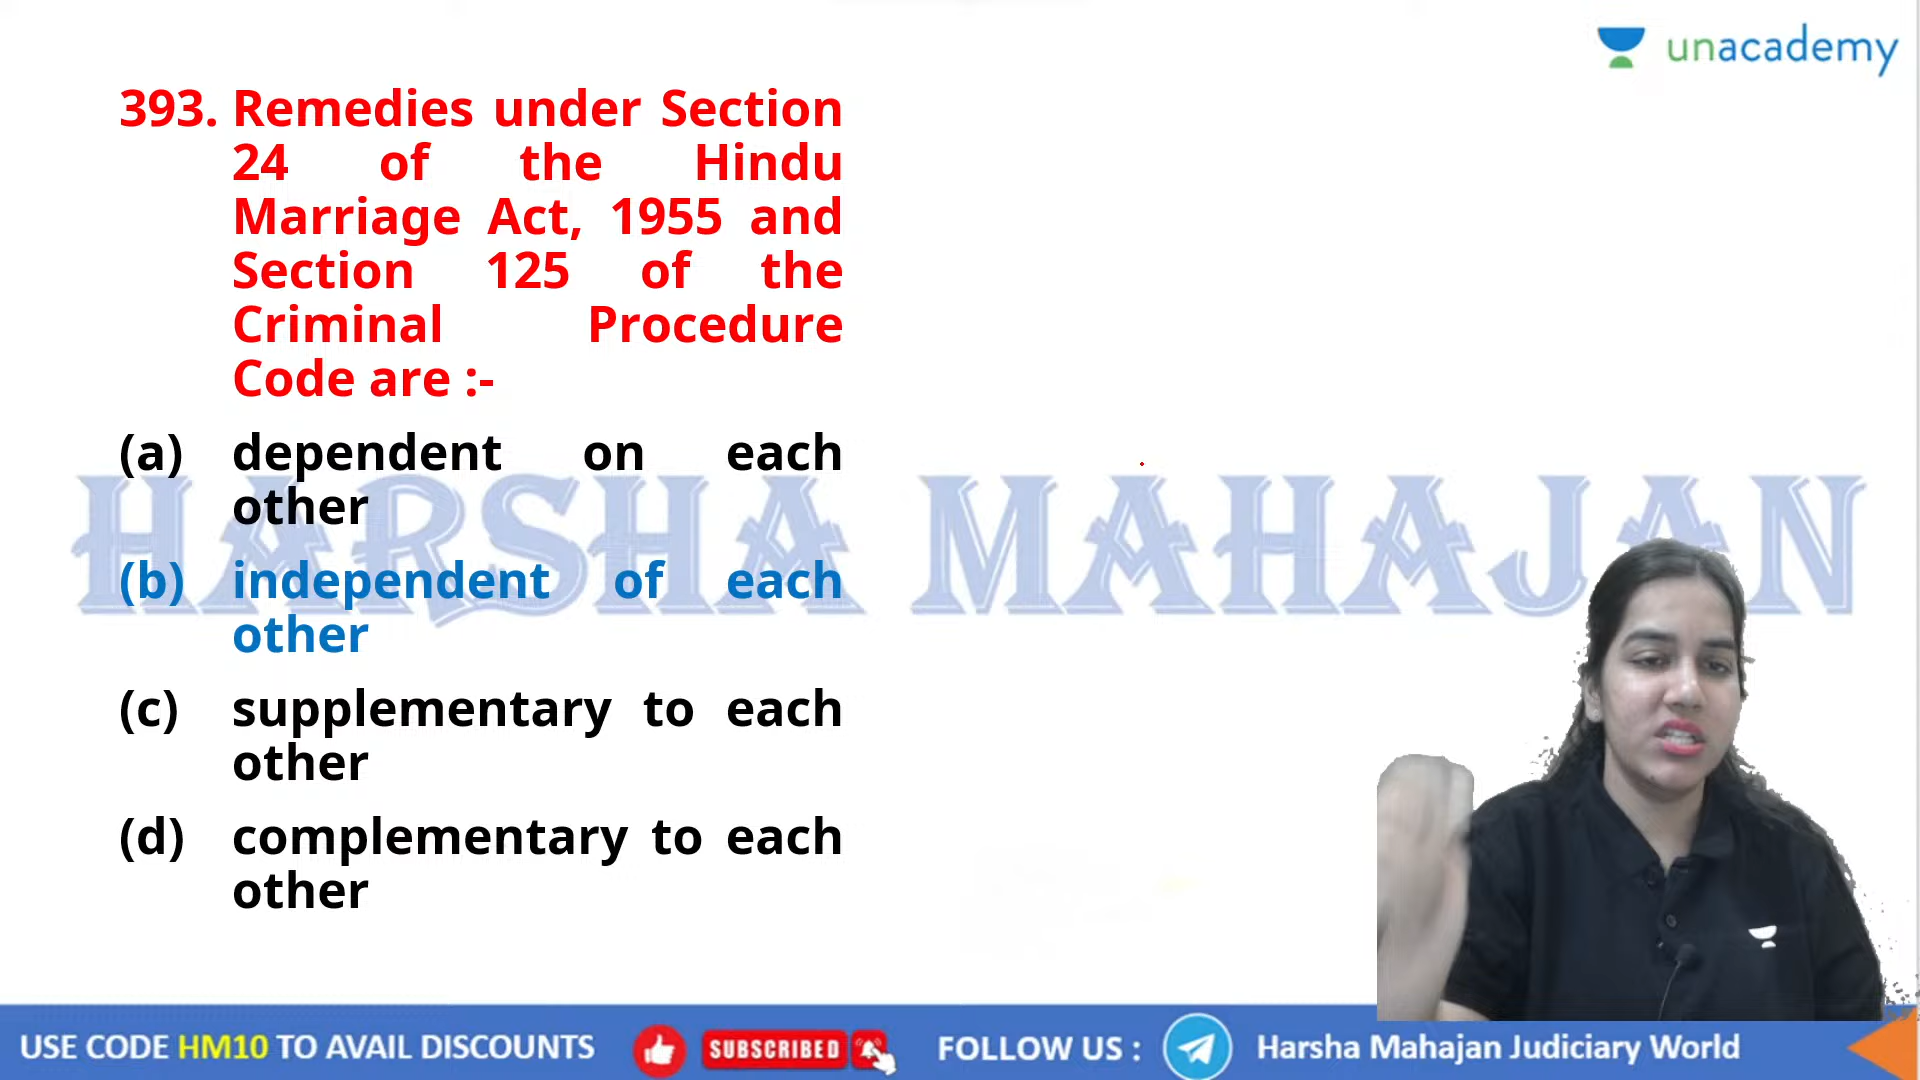 unacademy
393. Remedies under Section
24 of the Hindu
Marriage Act, 1955 and
Section 125 of the
Criminal Procedure
Code are :-
(a) dependent on each
other
(b) independent of each
other
(c) supplementary to each
other
(d) complementary to each
other
HARSHA MAHAJAN
USE CODE HM10 TO AVAIL DISCOUNTS
SUBSCRIBED
FOLLOW US :
Harsha Mahajan Judiciary World